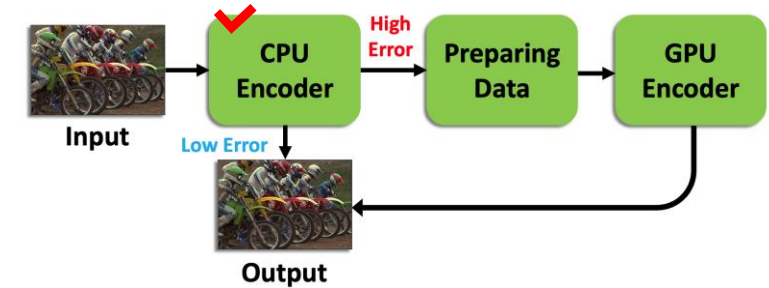 Input
CPU
Encoder
High
Error
Preparing
Data
GPU
Encoder
Low Error
Output